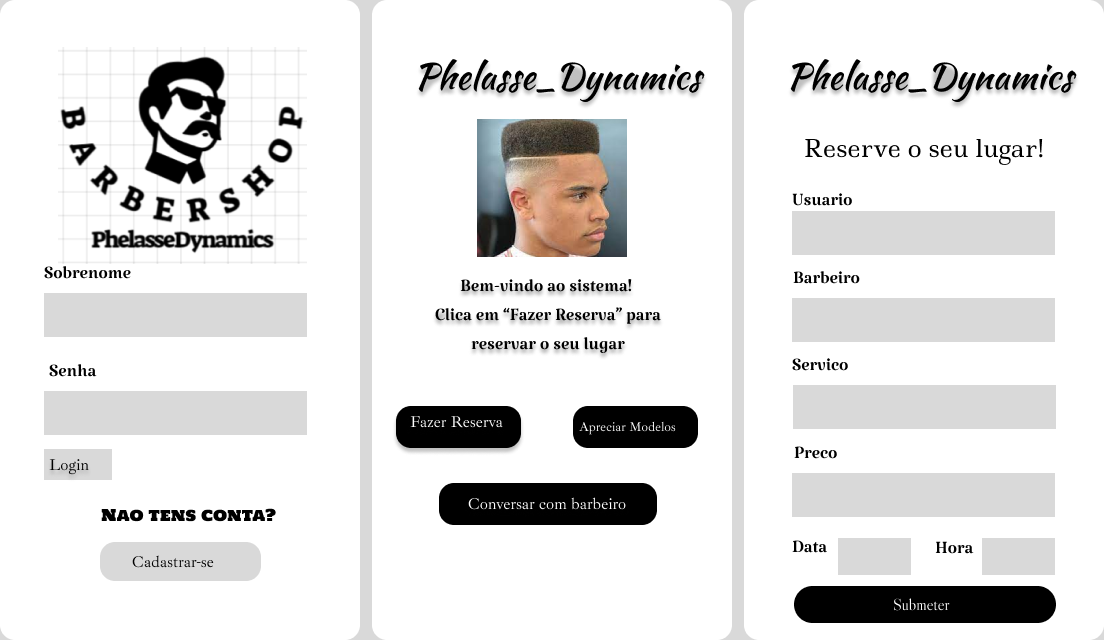 BARBERSHOP
PhelasseDynamics
Sobrenome
Senha
Login
NAO TENS CONTA?
Cadastrar-se
Phelasse_Dynamics
Bem-vindo ao sistema!
Clica em “Fazer Reserva” para
reservar o seu lugar
Fazer Reserva
Apreciar Modelos
Conversar com barbeiro
Phelasse_Dynamics
Reserve o seu lugar!
Usuario
Barbeiro
Servico
Preco
Data
Hora
Submeter